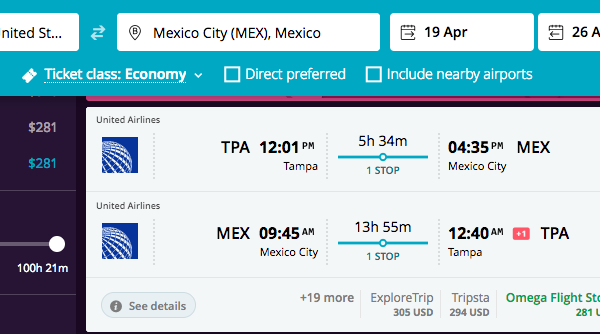 United St...
Mexico City (MEX), Mexico
19 Apr
26 A
Ticket class: Economy
Direct preferred
Include nearby airports
$281
$281
100h 21m
United Airlines
TPA 12:01 PM
Tampa
5h 34m
1 STOP
04:35 PM MEX
Mexico City
United Airlines
MEX 09:45 AM
Mexico City
13h 55m
1 STOP
12:40 AM +1 TPA
Tampa
See details
+19 more
ExploreTrip
305 USD
Tripsta
294 USD
Omega Flight Sto
281 U